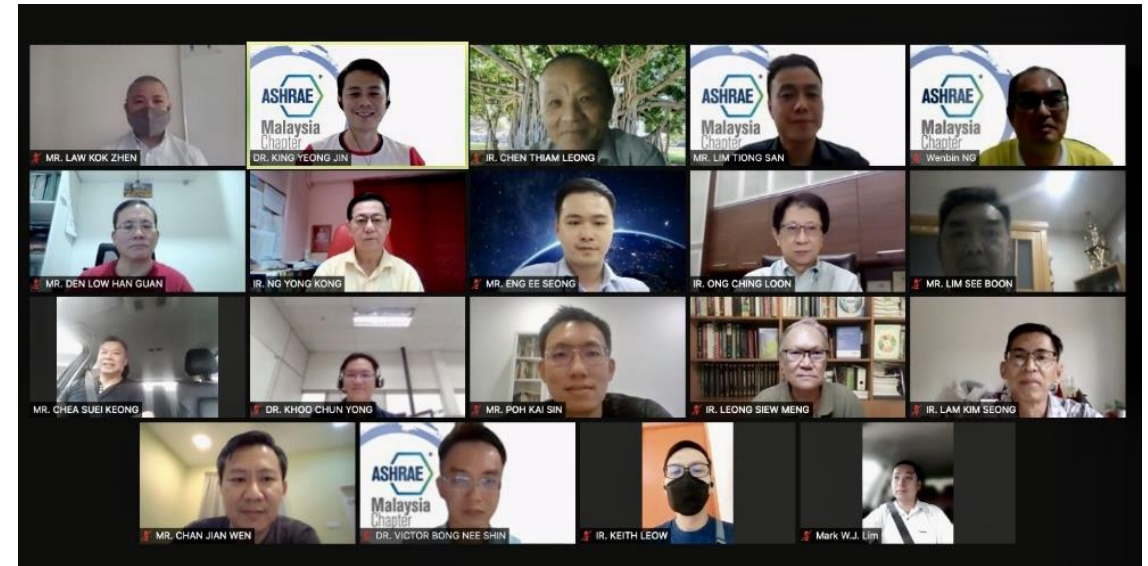 MR. LAW KOK ZHEN
ASHRAE
Malaysia
Chapter
DR. KING YEONG JIN
IR. CHEN THIAM LEONG
ASHRAE
Malaysia
Chapter
MR. LIM TIONG SAN
ASHRAE
Malaysia
Chapter
Wenbin NG
MR. DEN LOW HAN GUAN
IR. NG YONG KONG
MR. ENG EE SEONG
IR. ONG CHING LOON
MR. LIM SEE BOON
MR. CHEA SUEI KEONG
DR. KHOO CHUN YONG
MR. POH KAI SIN
IR. LEONG SIEW MENG
IR. LAM KIM SEONG
MR. CHAN JIAN WEN
ASHRAE
Malaysia
Chapter
DR. VICTOR BONG NEE SHIN
IR. KEITH LEOW
Mark W.J. Lim